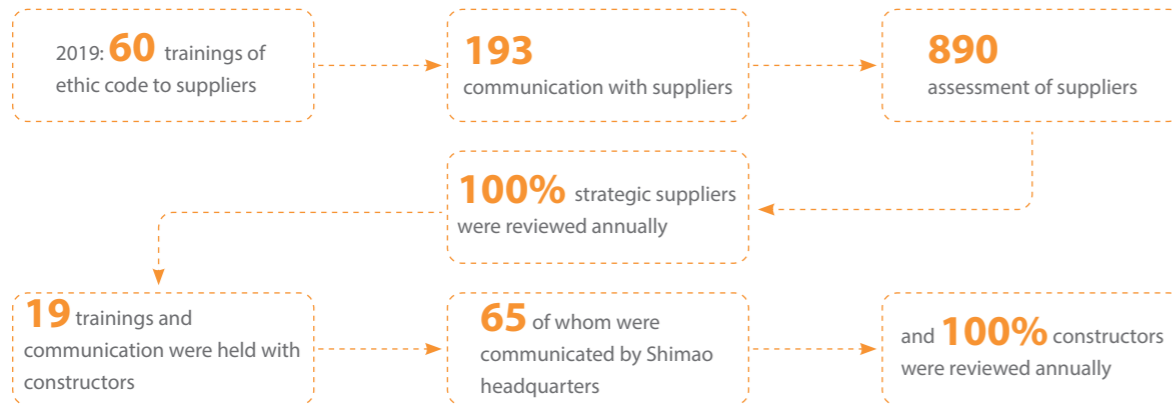 2019: 60 trainings of
ethic code to suppliers
193
communication with suppliers
890
assessment of suppliers
100% strategic suppliers
were reviewed annually
19 trainings and
communication were held with
constructors
65 of whom were
communicated by Shimao
headquarters
and 100% constructors
were reviewed annually